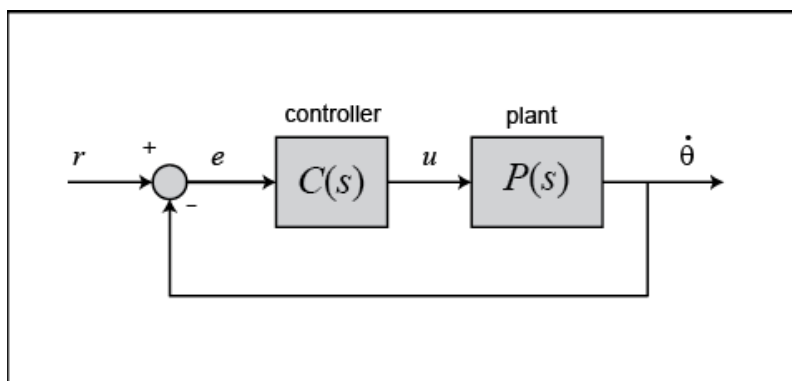 controller
plant
r
+
e
C(s)
u
P(s)
θ̇
−